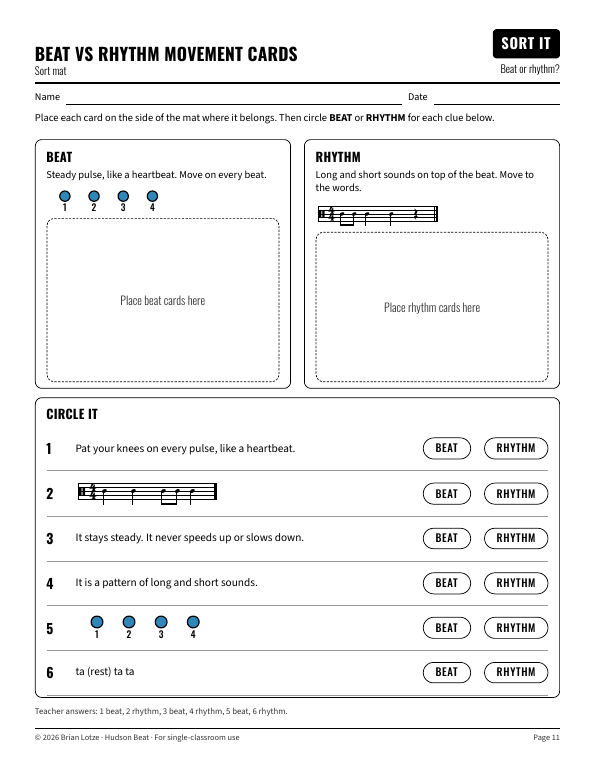 BEAT VS RHYTHM MOVEMENT CARDS
Sort mat
SORT IT
Beat or rhythm?
Name
Date
Place each card on the side of the mat where it belongs. Then circle BEAT or RHYTHM for each clue below.
BEAT
Steady pulse, like a heartbeat. Move on every beat.
1 2 3 4
Place beat cards here
RHYTHM
Long and short sounds on top of the beat. Move to
the words.
4
4
Place rhythm cards here
CIRCLE IT
1 Pat your knees on every pulse, like a heartbeat. BEAT RHYTHM
2 BEAT RHYTHM
4
4
3 It stays steady. It never speeds up or slows down. BEAT RHYTHM
4 It is a pattern of long and short sounds. BEAT RHYTHM
5 BEAT RHYTHM
1 2 3 4
6 ta (rest) ta ta BEAT RHYTHM
Teacher answers: 1 beat, 2 rhythm, 3 beat, 4 rhythm, 5 beat, 6 rhythm.
© 2026 Brian Lotze · Hudson Beat · For single-classroom use
Page 11